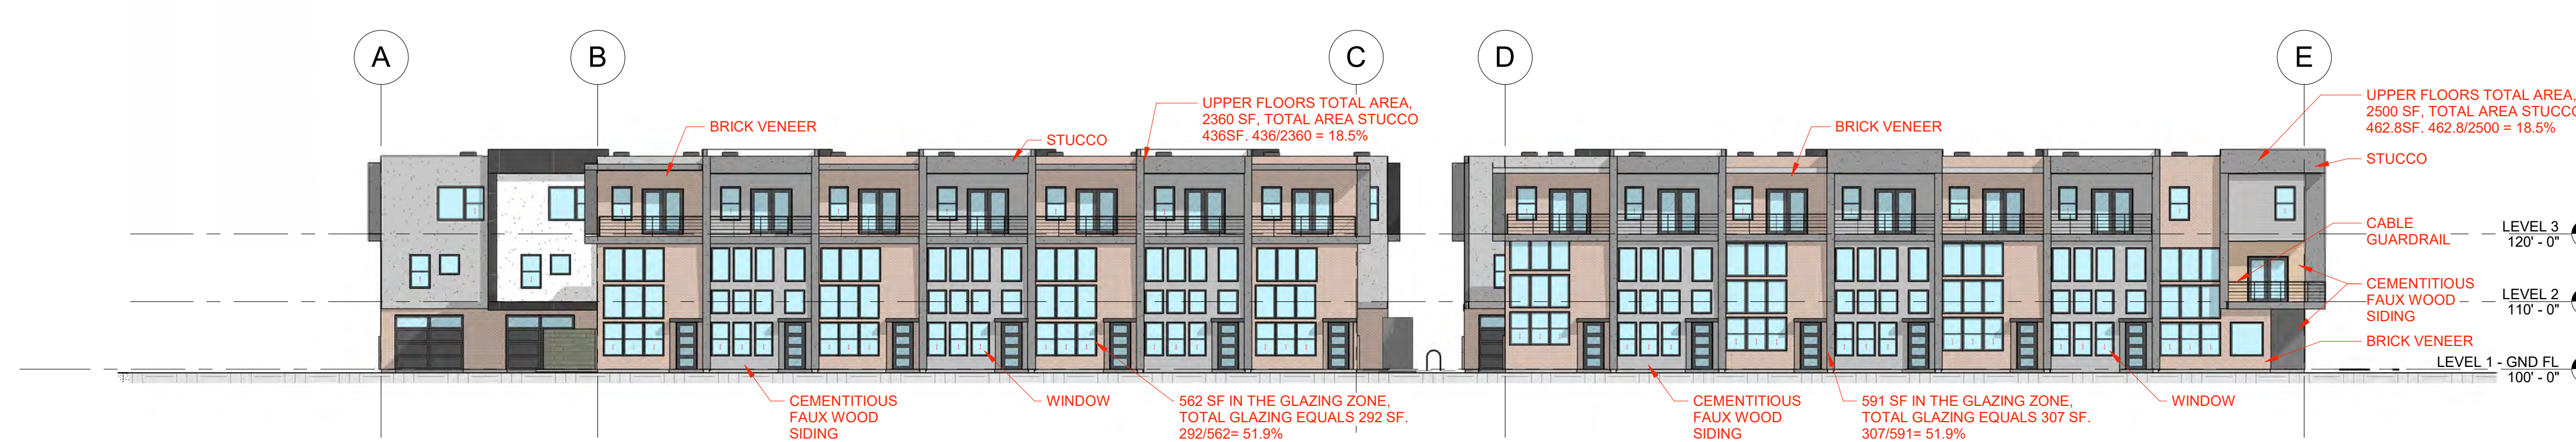 A
B
C
D
E
BRICK VENEER
STUCCO
UPPER FLOORS TOTAL AREA,
2360 SF, TOTAL AREA STUCCO
436SF. 436/2360 = 18.5%
BRICK VENEER
UPPER FLOORS TOTAL AREA,
2500 SF, TOTAL AREA STUCCO
462.8SF. 462.8/2500 = 18.5%
STUCCO
CABLE
GUARDRAIL
LEVEL 3
120' - 0"
CEMENTITIOUS
FAUX WOOD
SIDING
LEVEL 2
110' - 0"
BRICK VENEER
LEVEL 1 - GND FL
100' - 0"
CEMENTITIOUS
FAUX WOOD
SIDING
WINDOW
562 SF IN THE GLAZING ZONE,
TOTAL GLAZING EQUALS 292 SF.
292/562= 51.9%
CEMENTITIOUS
FAUX WOOD
SIDING
591 SF IN THE GLAZING ZONE,
TOTAL GLAZING EQUALS 307 SF.
307/591= 51.9%
WINDOW